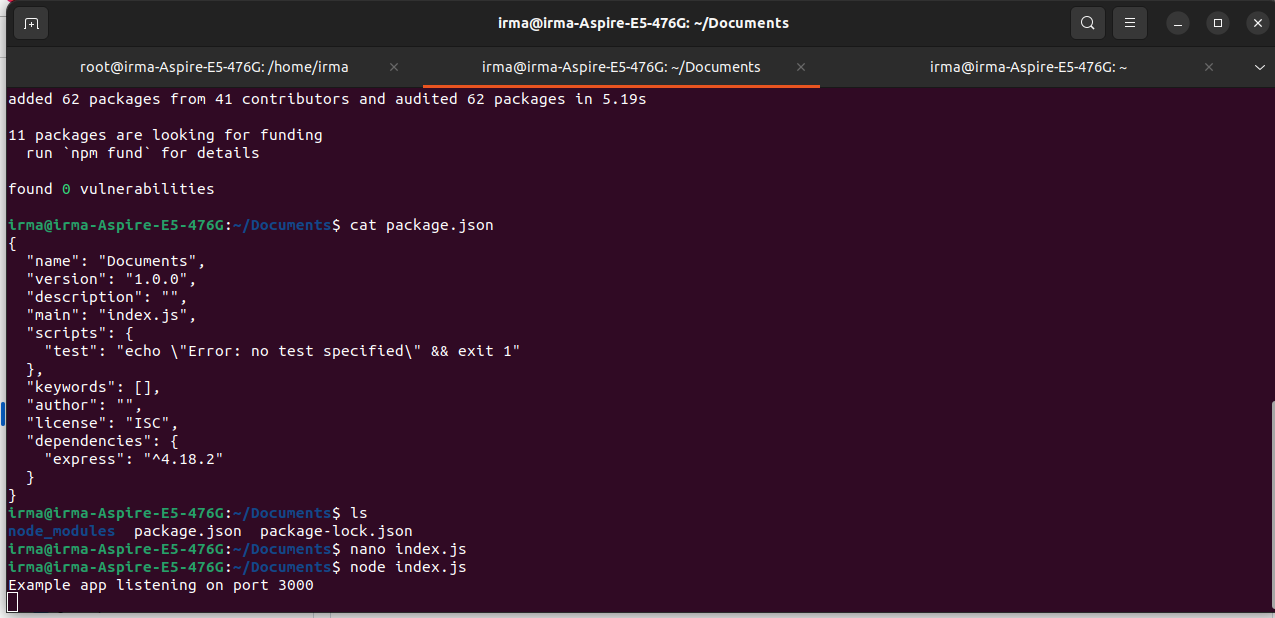 irma@irma-Aspire-E5-476G: ~/Documents
root@irma-Aspire-E5-476G: /home/irma
irma@irma-Aspire-E5-476G: ~/Documents
irma@irma-Aspire-E5-476G: ~
added 62 packages from 41 contributors and audited 62 packages in 5.19s
11 packages are looking for funding
  run `npm fund` for details
found 0 vulnerabilities
irma@irma-Aspire-E5-476G:~/Documents$ cat package.json
{
  "name": "Documents",
  "version": "1.0.0",
  "description": "",
  "main": "index.js",
  "scripts": {
    "test": "echo \"Error: no test specified\" && exit 1"
  },
  "keywords": [],
  "author": "",
  "license": "ISC",
  "dependencies": {
    "express": "^4.18.2"
  }
}
irma@irma-Aspire-E5-476G:~/Documents$ ls
node_modules  package.json  package-lock.json
irma@irma-Aspire-E5-476G:~/Documents$ nano index.js
irma@irma-Aspire-E5-476G:~/Documents$ node index.js
Example app listening on port 3000